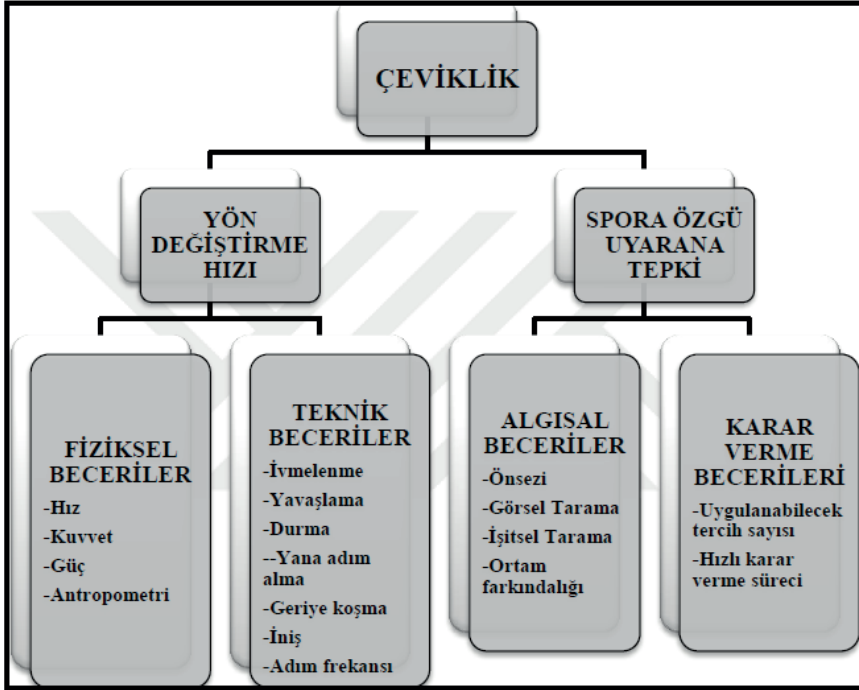 ÇEVİKLİK
YÖN
DEĞİŞTİRME
HIZI
SPORA ÖZGÜ
UYARANA
TEPKİ
FİZİKSEL
BECERİLER
-Hız
-Kuvvet
-Güç
-Antropometri
TEKNİK
BECERİLER
-İvmelenme
-Yavaşlama
-Durma
--Yana adım
alma
-Geriye koşma
-İniş
-Adım frekansı
ALGISAL
BECERİLER
-Önsezi
-Görsel Tarama
-İşitsel Tarama
-Ortam
farkındalığı
KARAR
VERME
BECERİLERİ
-Uygulanabilecek
tercih sayısı
-Hızlı karar
verme süreci